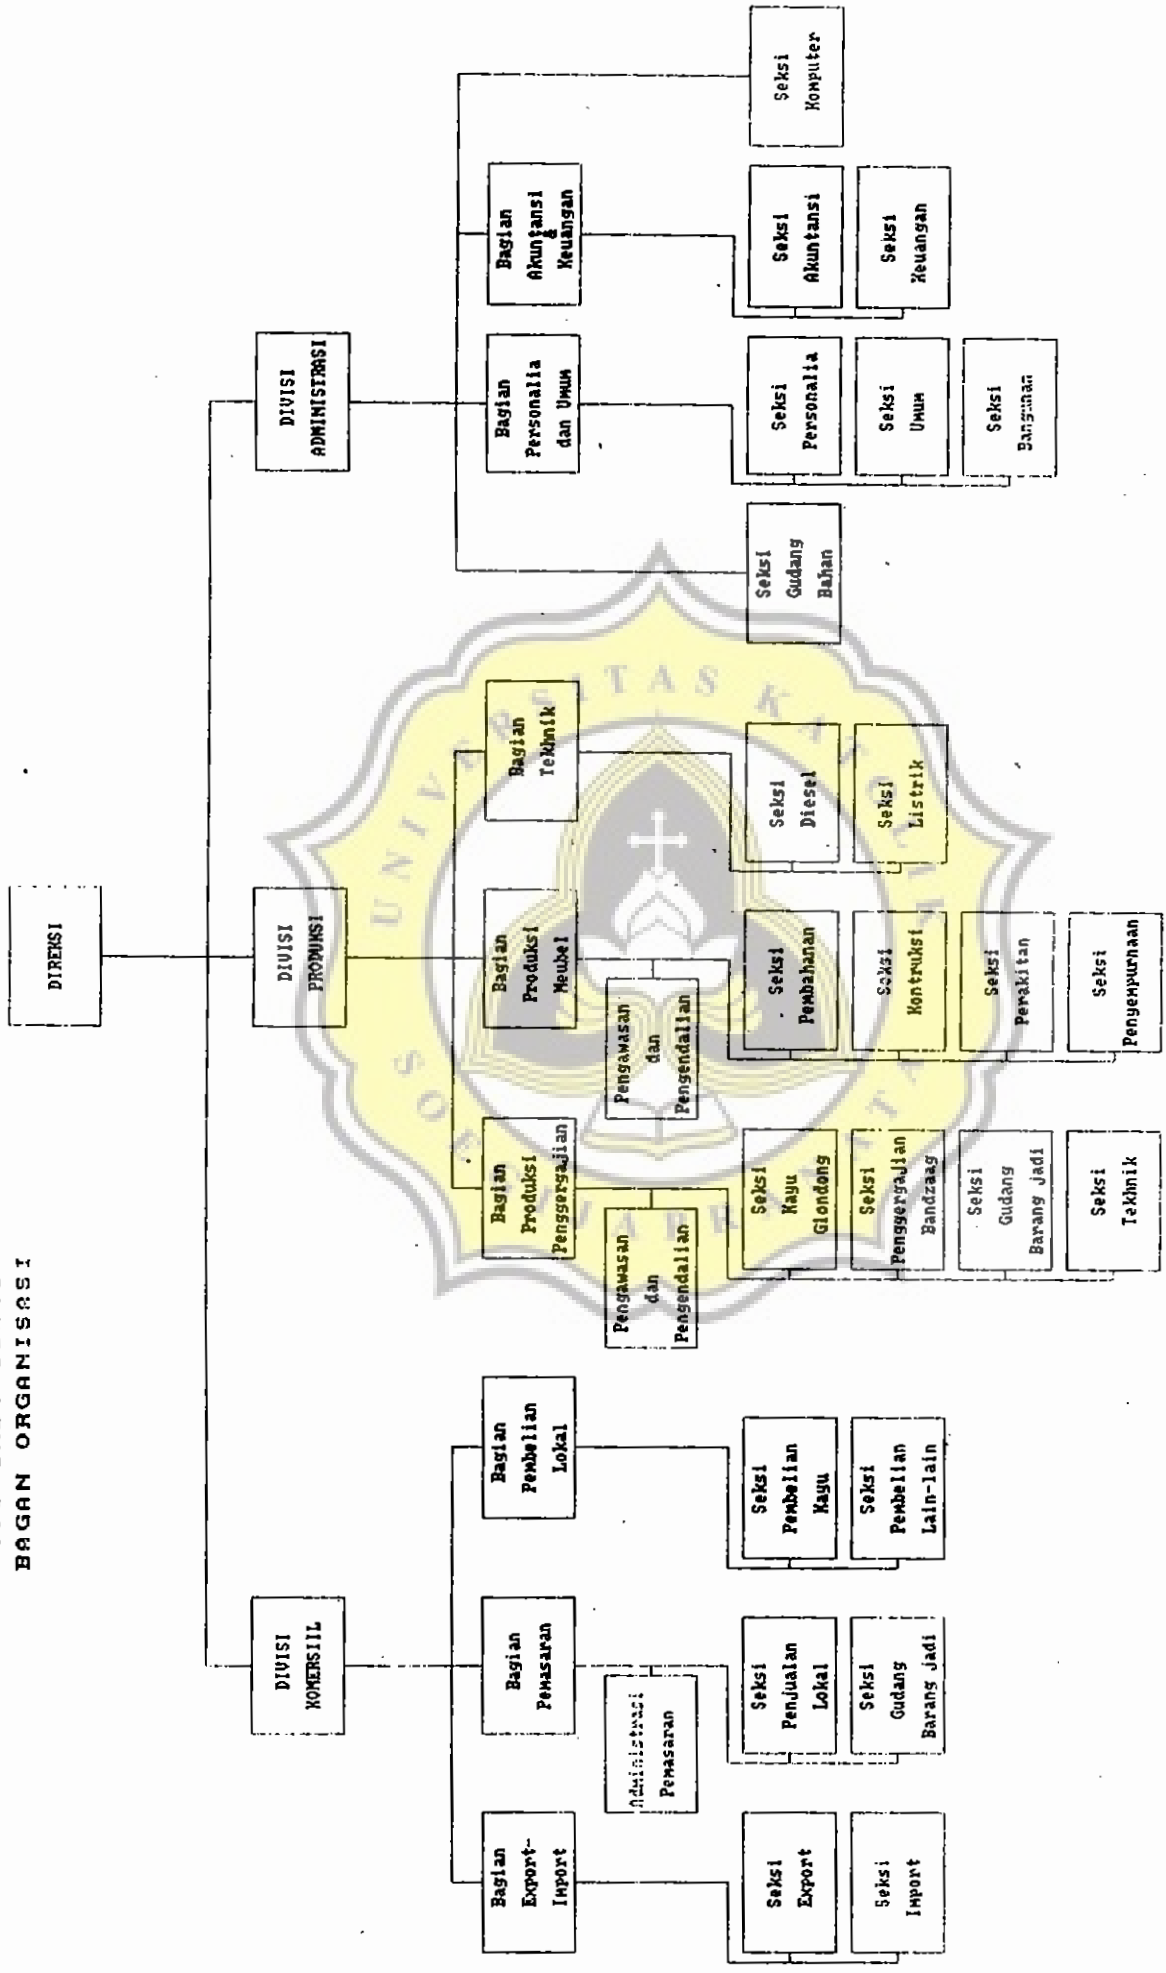 BAGAN ORGANISASI
DIREKSI
DIVISI
KOMERSIIL
DIVISI
PRODUKSI
DIVISI
ADMINISTRASI
Bagian
Export-
Import
Bagian
Pemasaran
Bagian
Pembelian
Lokal
Bagian
Produksi
Penggergajian
Bagian
Produksi
Meubel
Bagian
Tekhnik
Bagian
Personalia
dan Umum
Bagian
Akuntansi
&
Keuangan
Administrasi
Pemasaran
Pengawasan
dan
Pengendalian
Pengawasan
dan
Pengendalian
Seksi
Export
Seksi
Import
Seksi
Penjualan
Lokal
Seksi
Gudang
Barang jadi
Seksi
Pembelian
Kayu
Seksi
Pembelian
Lain-lain
Seksi
Kayu
Glondong
Seksi
Penggergajian
Bandzaag
Seksi
Gudang
Barang jadi
Seksi
Tekhnik
Seksi
Pembahanan
Seksi
Kontruksi
Seksi
Perakitan
Seksi
Penyempurnaan
Seksi
Diesel
Seksi
Listrik
Seksi
Gudang
Bahan
Seksi
Personalia
Seksi
Umum
Seksi
Bangunan
Seksi
Akuntansi
Seksi
Keuangan
Seksi
Komputer
UNIVERSITAS KATOLIK
SOEGIJAPRANATA